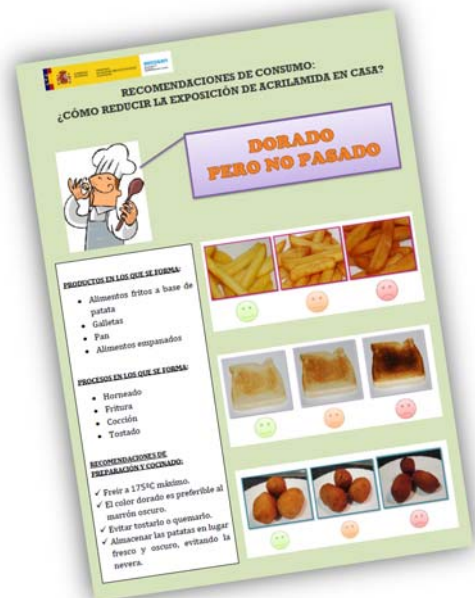 RECOMENDACIONES DE CONSUMO:
¿CÓMO REDUCIR LA EXPOSICIÓN DE ACRILAMIDA EN CASA?
DORADO
PERO NO PASADO
PRODUCTOS EN LOS QUE SE FORMA:
• Alimentos fritos a base de
patata
• Galletas
• Pan
• Alimentos empanados
PROCESOS EN LOS QUE SE FORMA:
• Horneado
• Fritura
• Cocción
• Tostado
RECOMENDACIONES DE
PREPARACIÓN Y COCINADO:
✓ Freir a 175ºC máximo.
✓ El color dorado es preferible al
marrón oscuro.
✓ Evitar tostarlo o quemarlo.
✓ Almacenar las patatas en lugar
fresco y oscuro, evitando la
nevera.